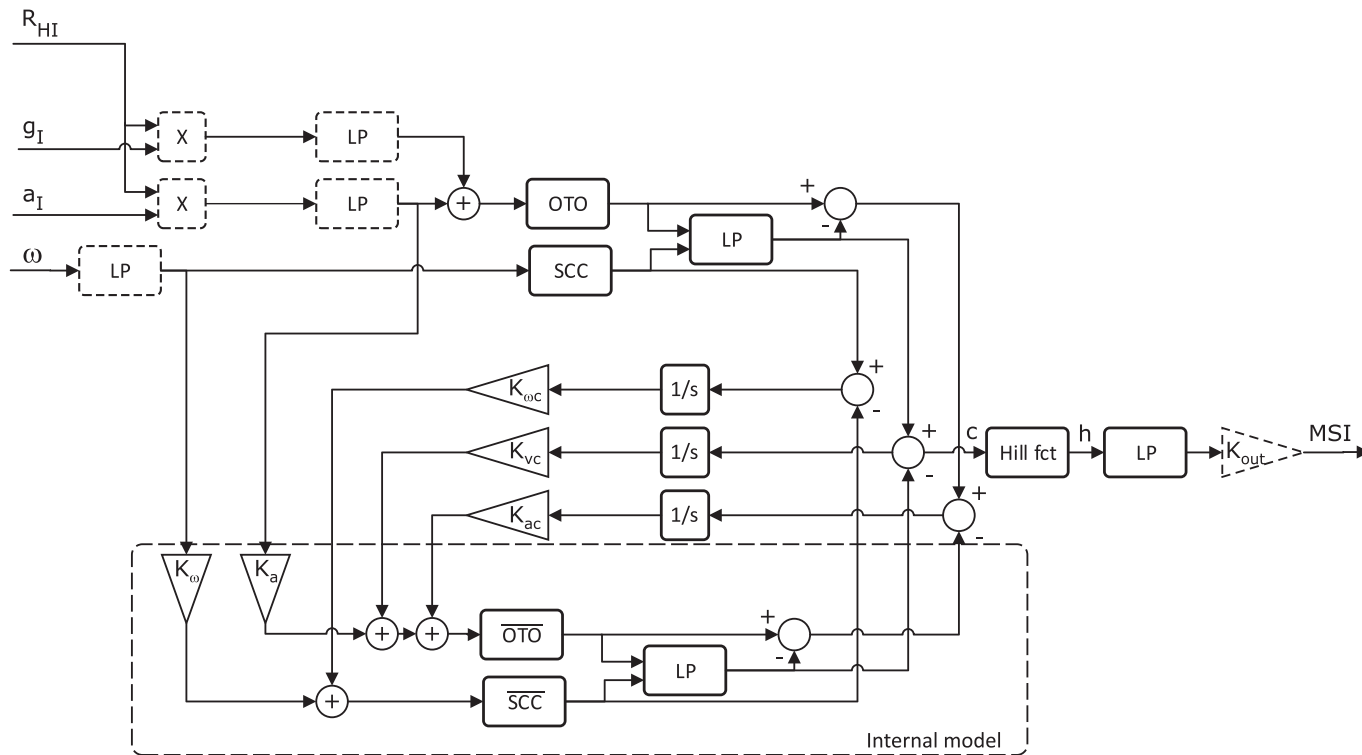 R_HI
g_I
X
LP
a_I
X
LP
+
OTO
+
-
LP
ω
LP
SCC
K_ωc
1/s
+
-
K_vc
1/s
+
-
c
Hill fct
h
LP
K_out
MSI
K_ac
1/s
+
-
K_ω
K_a
+
+
OTO
+
-
LP
+
SCC
Internal model